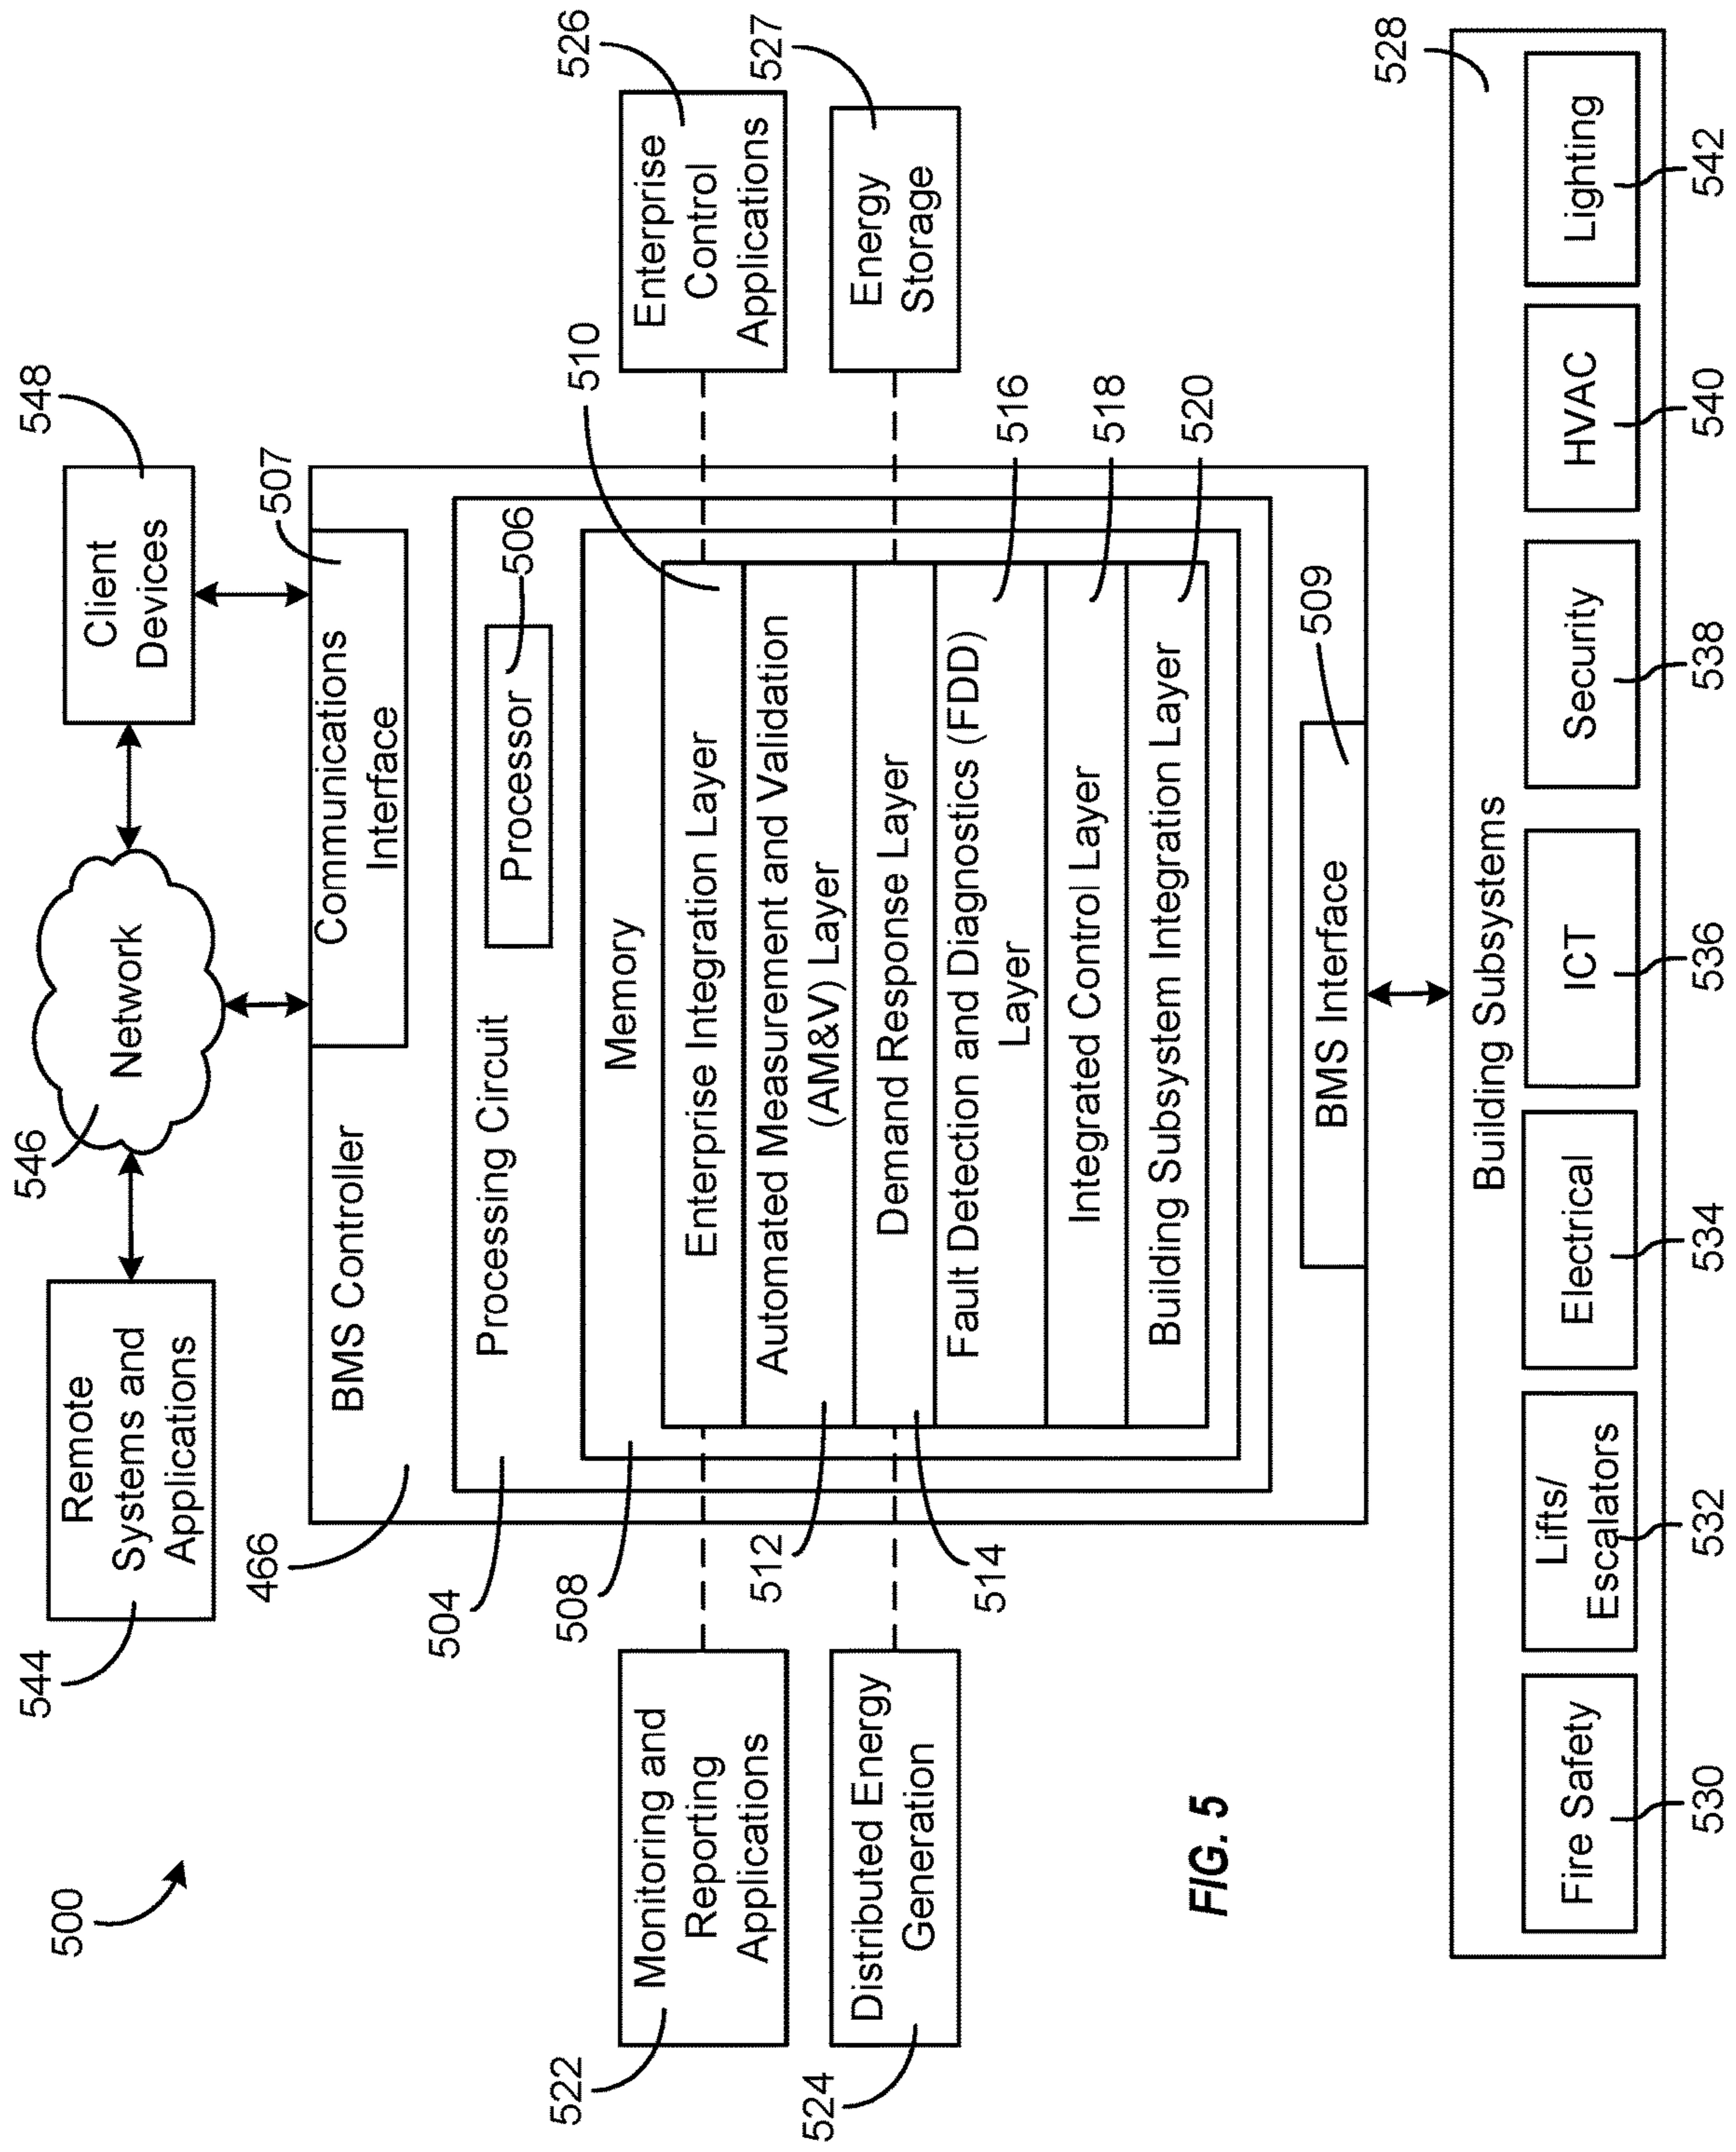 500
544
Remote
Systems and
Applications
546
Network
548
Client
Devices
466
BMS Controller
507
Communications
Interface
504
Processing Circuit
506
Processor
508
Memory
510
Enterprise Integration Layer
512
Automated Measurement and Validation
(AM&V) Layer
514
Demand Response Layer
516
Fault Detection and Diagnostics (FDD)
Layer
518
Integrated Control Layer
520
Building Subsystem Integration Layer
522
Monitoring and
Reporting
Applications
524
Distributed Energy
Generation
526
Enterprise
Control
Applications
527
Energy
Storage
509
BMS Interface
FIG. 5
528
Building Subsystems
Fire Safety
Lifts/
Escalators
Electrical
ICT
Security
HVAC
Lighting
530
532
534
536
538
540
542